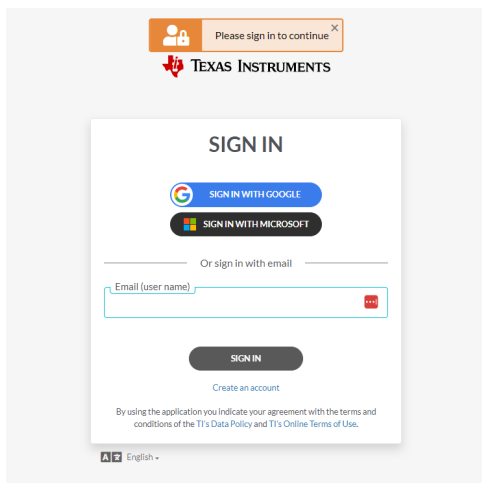 Please sign in to continue ×
TEXAS INSTRUMENTS
SIGN IN
SIGN IN WITH GOOGLE
SIGN IN WITH MICROSOFT
Or sign in with email
Email (user name)
SIGN IN
Create an account
By using the application you indicate your agreement with the terms and
conditions of the TI's Data Policy and TI's Online Terms of Use.
English